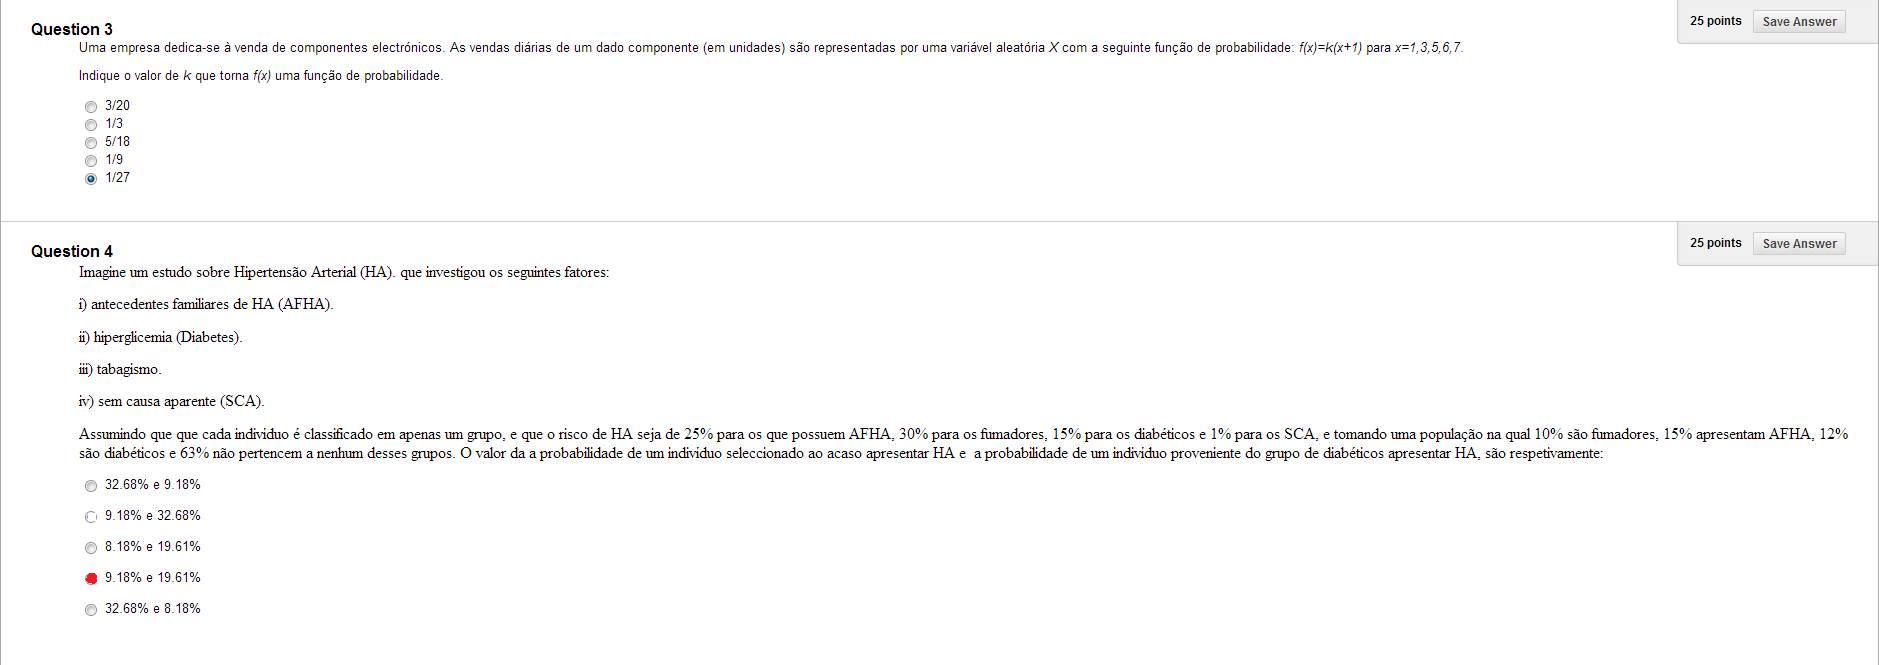 Question 3
25 points Save Answer
Uma empresa dedica-se à venda de componentes electrónicos. As vendas diárias de um dado componente (em unidades) são representadas por uma variável aleatória X com a seguinte função de probabilidade: f(x)=k(x+1) para x=1,3,5,6,7.
Indique o valor de k que torna f(x) uma função de probabilidade.
3/20
1/3
5/18
1/9
1/27
Question 4
25 points Save Answer
Imagine um estudo sobre Hipertensão Arterial (HA). que investigou os seguintes fatores:
i) antecedentes familiares de HA (AFHA).
ii) hiperglicemia (Diabetes).
iii) tabagismo.
iv) sem causa aparente (SCA).
Assumindo que que cada individuo é classificado em apenas um grupo, e que o risco de HA seja de 25% para os que possuem AFHA, 30% para os fumadores, 15% para os diabéticos e 1% para os SCA, e tomando uma população na qual 10% são fumadores, 15% apresentam AFHA, 12%
são diabéticos e 63% não pertencem a nenhum desses grupos. O valor da a probabilidade de um individuo seleccionado ao acaso apresentar HA e a probabilidade de um individuo proveniente do grupo de diabéticos apresentar HA, são respetivamente:
32.68% e 9.18%
9.18% e 32.68%
8.18% e 19.61%
9.18% e 19.61%
32.68% e 8.18%